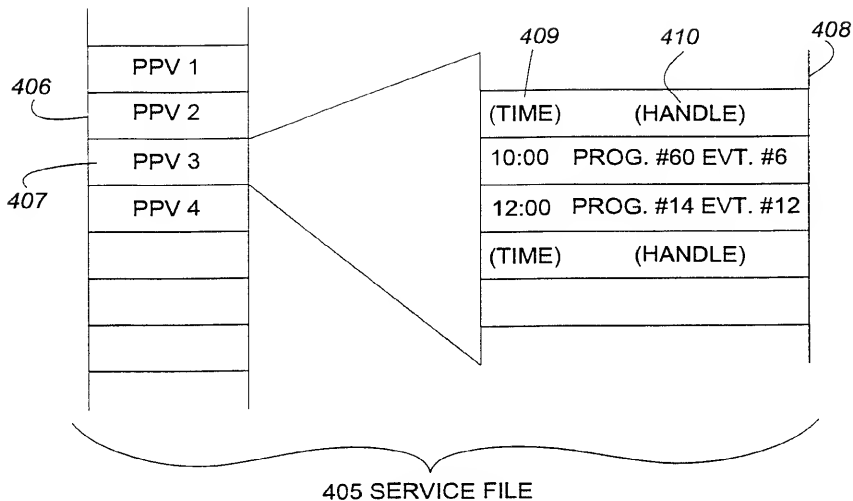 409
410
408
406
407
PPV 1
PPV 2
PPV 3
PPV 4
(TIME) (HANDLE)
10:00 PROG. #60 EVT. #6
12:00 PROG. #14 EVT. #12
(TIME) (HANDLE)
405 SERVICE FILE